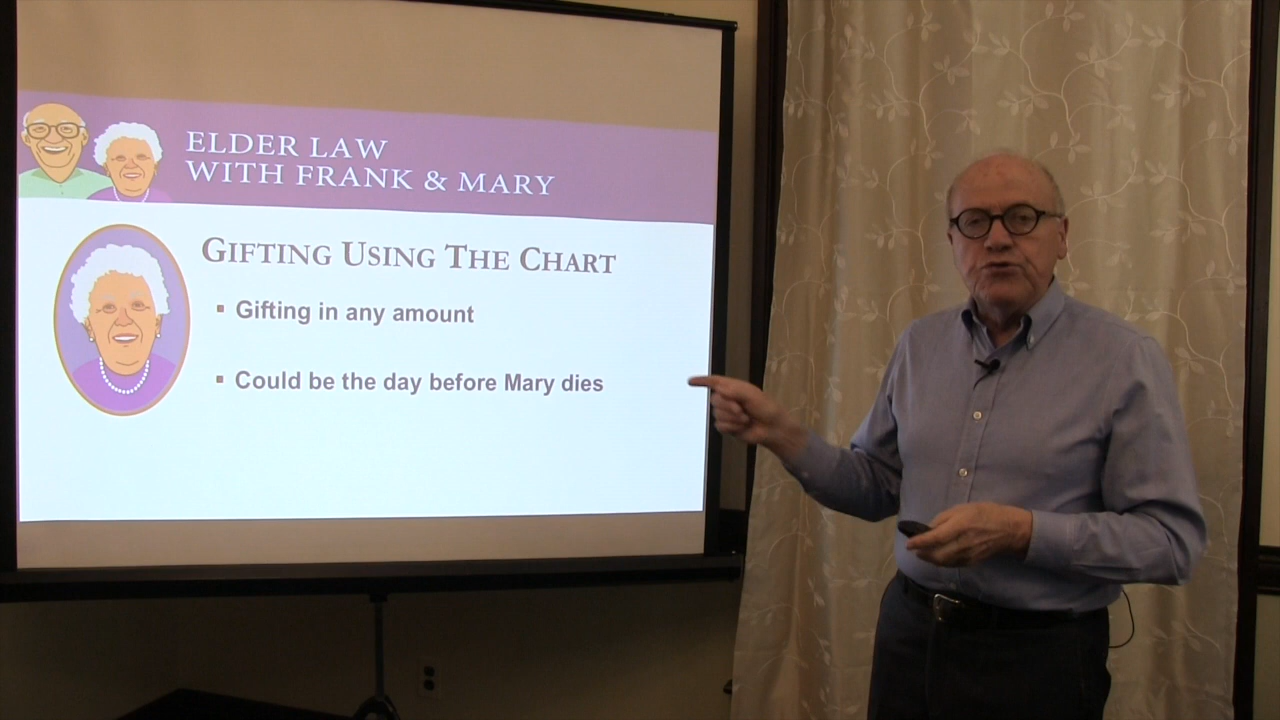 ELDER LAW
WITH FRANK & MARY
GIFTING USING THE CHART
▪ Gifting in any amount
▪ Could be the day before Mary dies